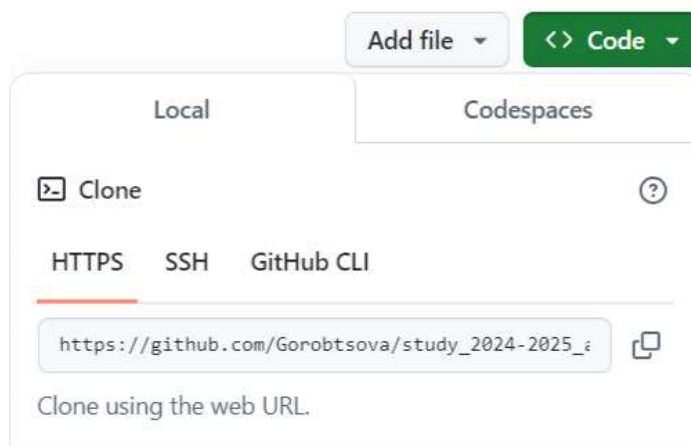 Add file <> Code
Local Codespaces
Clone
HTTPS SSH GitHub CLI
https://github.com/Gorobtsova/study_2024-2025_a
Clone using the web URL.